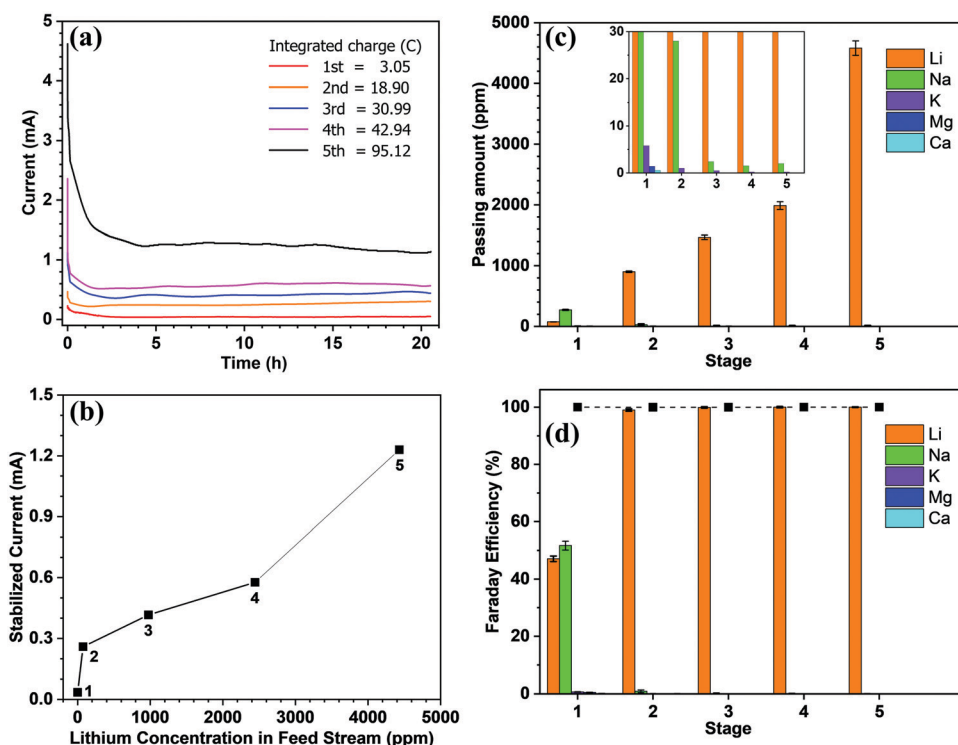 (a)
Integrated charge (C)
1st = 3.05
2nd = 18.90
3rd = 30.99
4th = 42.94
5th = 95.12
5
4
3
2
1
0
Current (mA)
0 5 10 15 20
Time (h)
(b)
1.5
1.2
0.9
0.6
0.3
0.0
Stabilized Current (mA)
1
2
3
4
5
0 1000 2000 3000 4000 5000
Lithium Concentration in Feed Stream (ppm)
(c)
5000
4000
3000
2000
1000
0
Passing amount (ppm)
30
20
10
0
1 2 3 4 5
Li
Na
K
Mg
Ca
1 2 3 4 5
Stage
(d)
100
80
60
40
20
0
Faraday Efficiency (%)
Li
Na
K
Mg
Ca
1 2 3 4 5
Stage